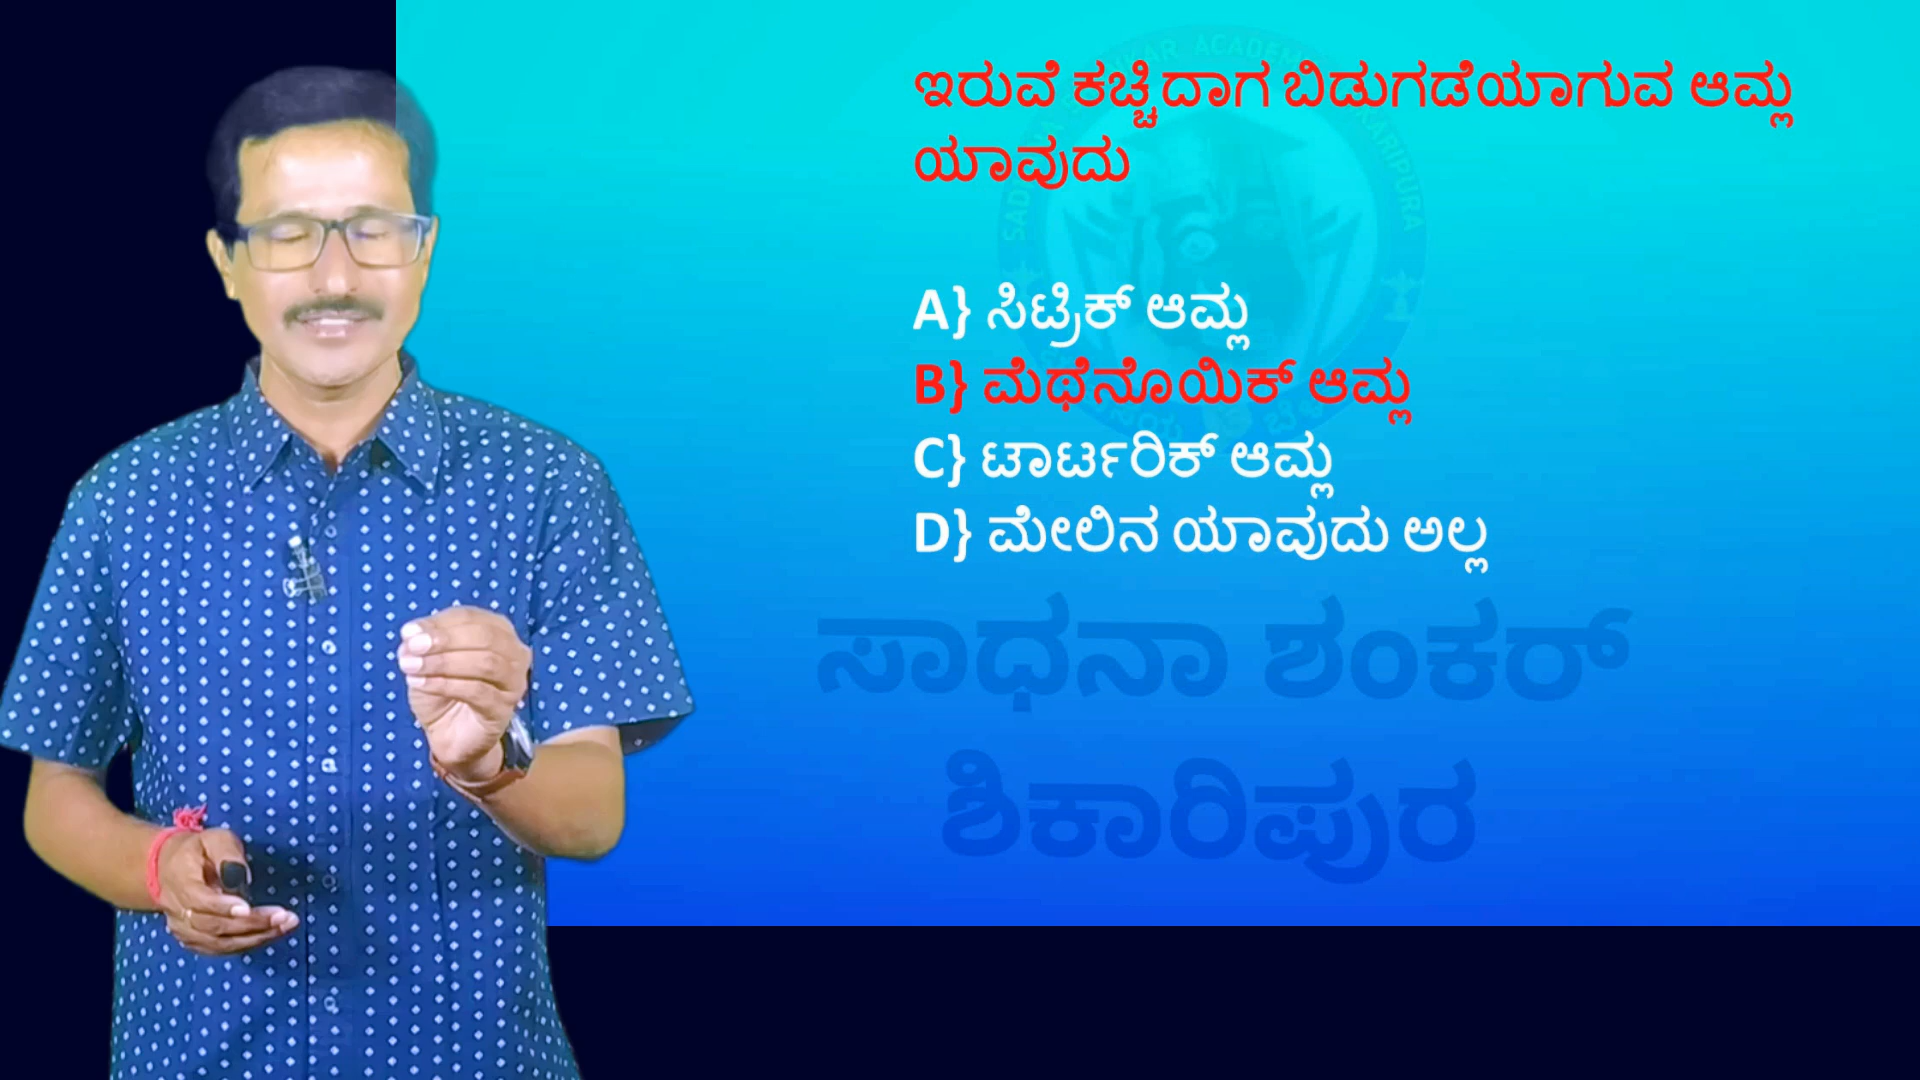 ಇರುವೆ ಕಚ್ಚಿದಾಗ ಬಿಡುಗಡೆಯಾಗುವ ಆಮ್ಲ
ಯಾವುದು
A} ಸಿಟ್ರಿಕ್ ಆಮ್ಲ
B} ಮೆಥೆನೊಯಿಕ್ ಆಮ್ಲ
C} ಟಾರ್ಟರಿಕ್ ಆಮ್ಲ
D} ಮೇಲಿನ ಯಾವುದು ಅಲ್ಲ
ಸಾಧನಾ ಶಂಕರ್
ಶಿಕಾರಿಪುರ